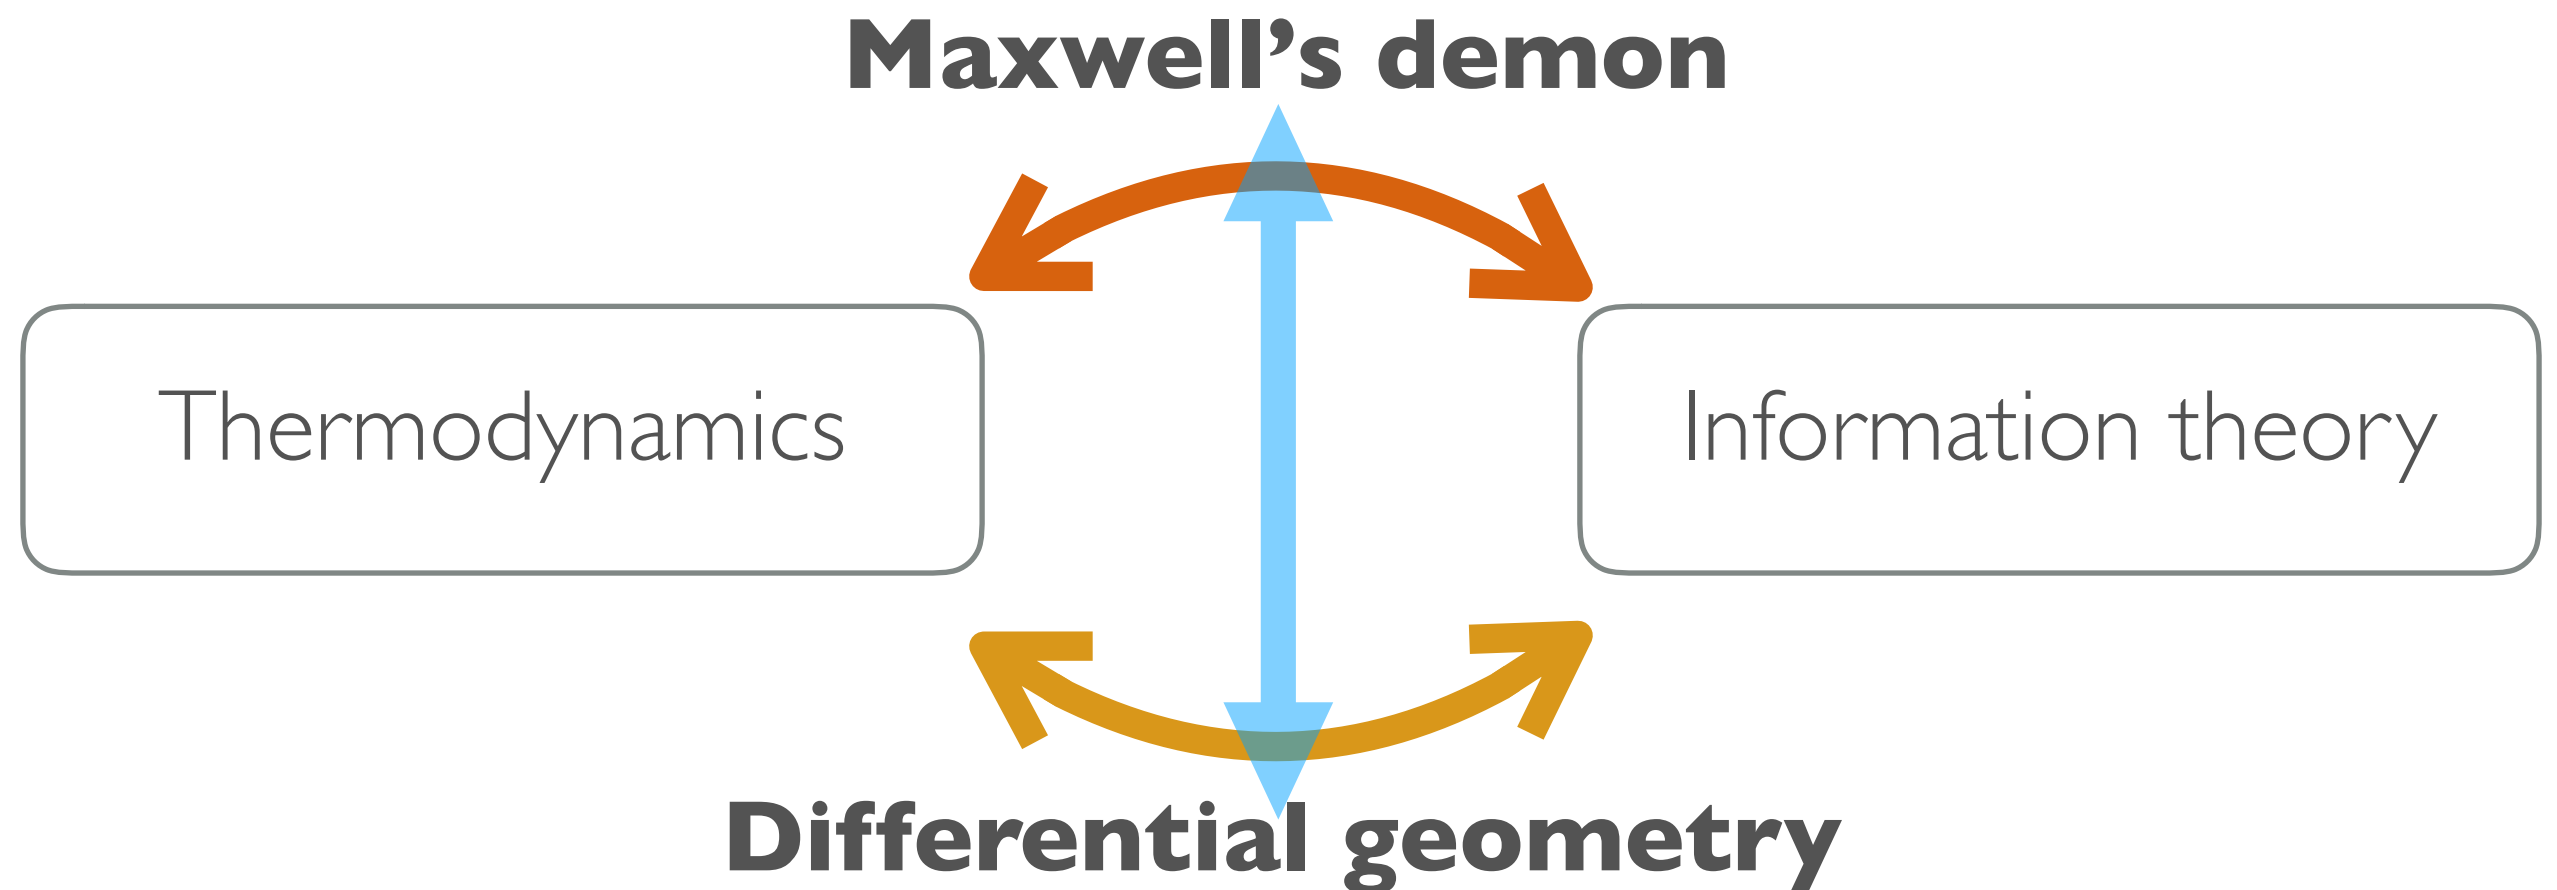 Maxwell’s demon
Thermodynamics
Information theory
Differential geometry